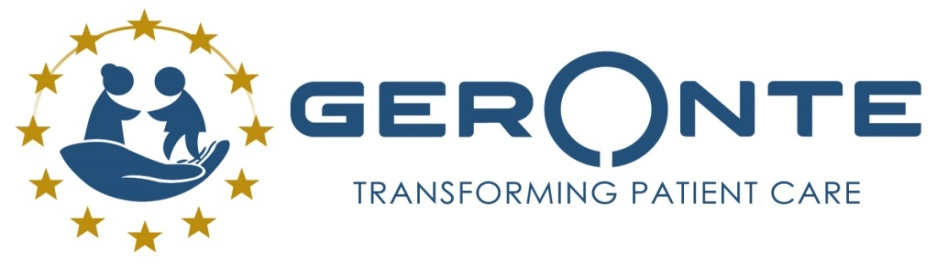 GERONTE
TRANSFORMING PATIENT CARE